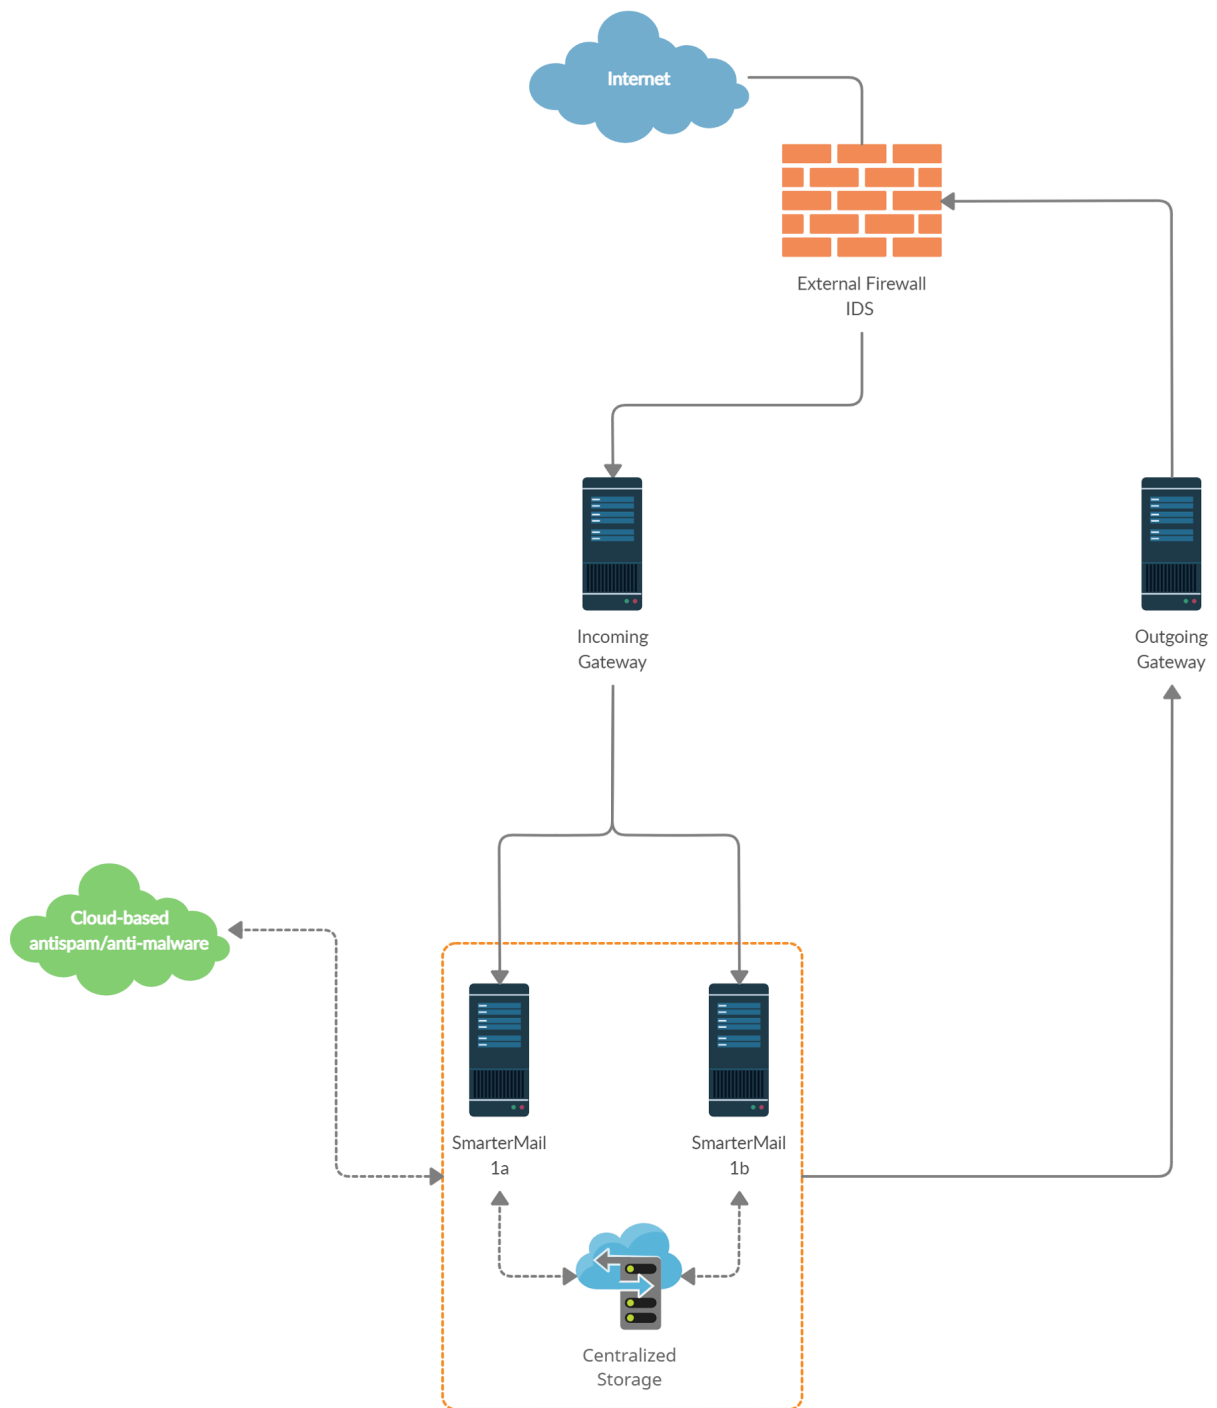 Internet
External Firewall
IDS
Incoming
Gateway
Outgoing
Gateway
Cloud-based
antispam/anti-malware
SmarterMail
1a
SmarterMail
1b
Centralized
Storage